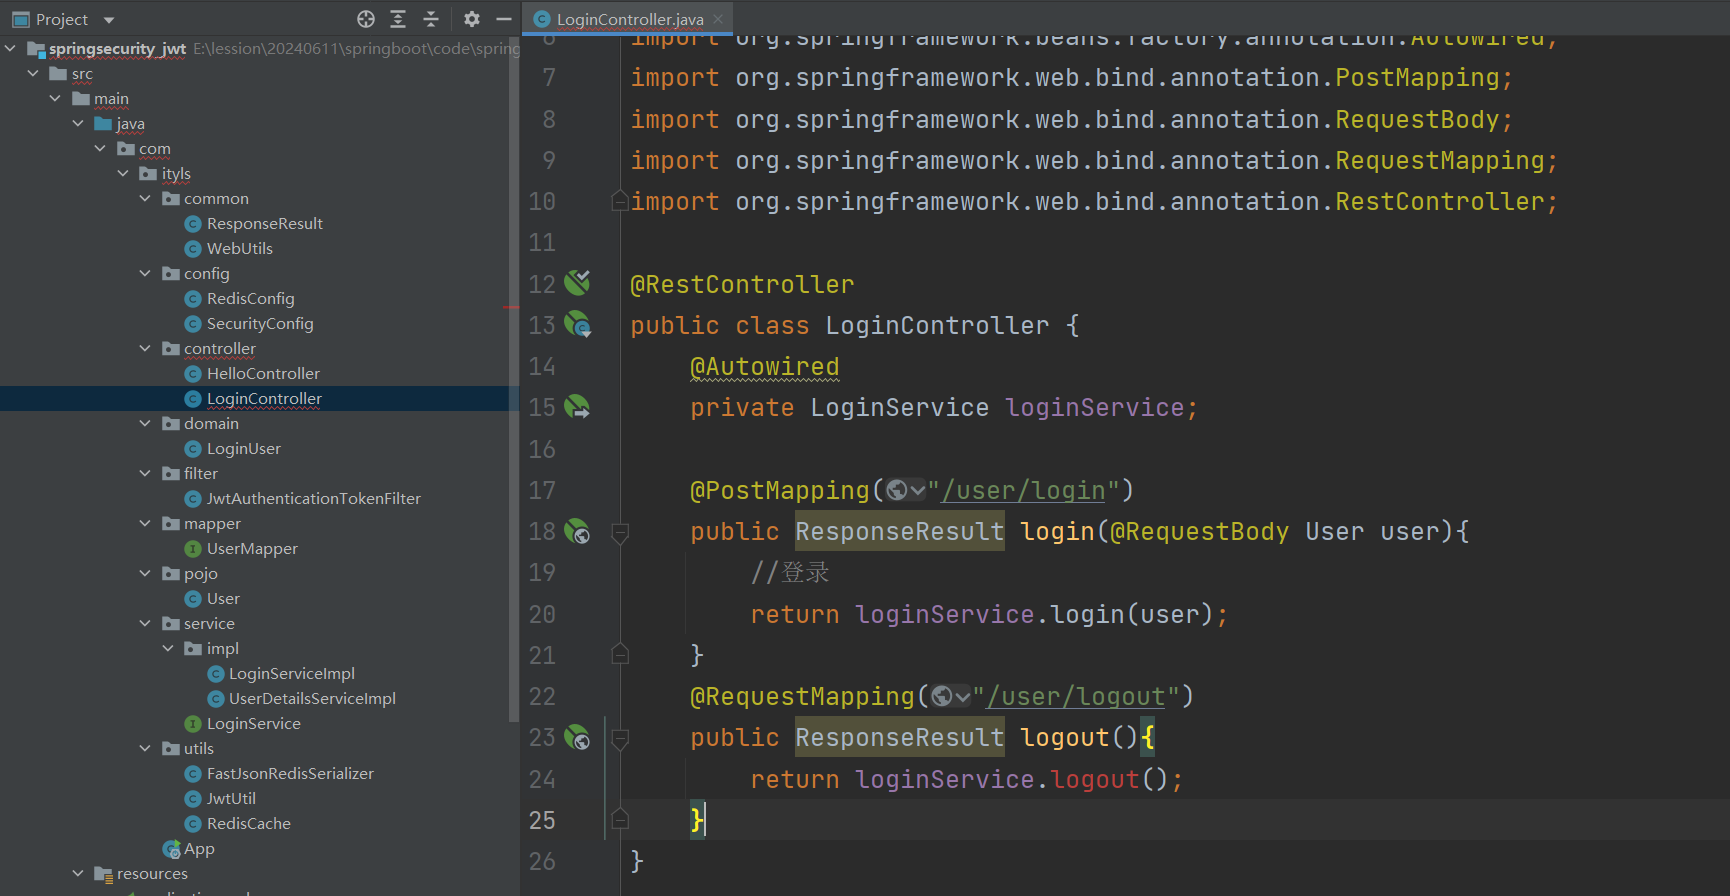 Project
springsecurity_jwt E:\lession\20240611\springboot\code\spring
src
main
java
com
ityls
common
ResponseResult
WebUtils
config
RedisConfig
SecurityConfig
controller
HelloController
LoginController
domain
LoginUser
filter
JwtAuthenticationTokenFilter
mapper
UserMapper
pojo
User
service
impl
LoginServiceImpl
UserDetailsServiceImpl
LoginService
utils
FastJsonRedisSerializer
JwtUtil
RedisCache
App
resources
LoginController.java
6 import org.springframework.beans.factory.annotation.Autowired;
7 import org.springframework.web.bind.annotation.PostMapping;
8 import org.springframework.web.bind.annotation.RequestBody;
9 import org.springframework.web.bind.annotation.RequestMapping;
10 import org.springframework.web.bind.annotation.RestController;
11
12 @RestController
13 public class LoginController {
14 @Autowired
15 private LoginService loginService;
16
17 @PostMapping("/user/login")
18 public ResponseResult login(@RequestBody User user){
19 //登录
20 return loginService.login(user);
21 }
22 @RequestMapping("/user/logout")
23 public ResponseResult logout(){
24 return loginService.logout();
25 }
26 }